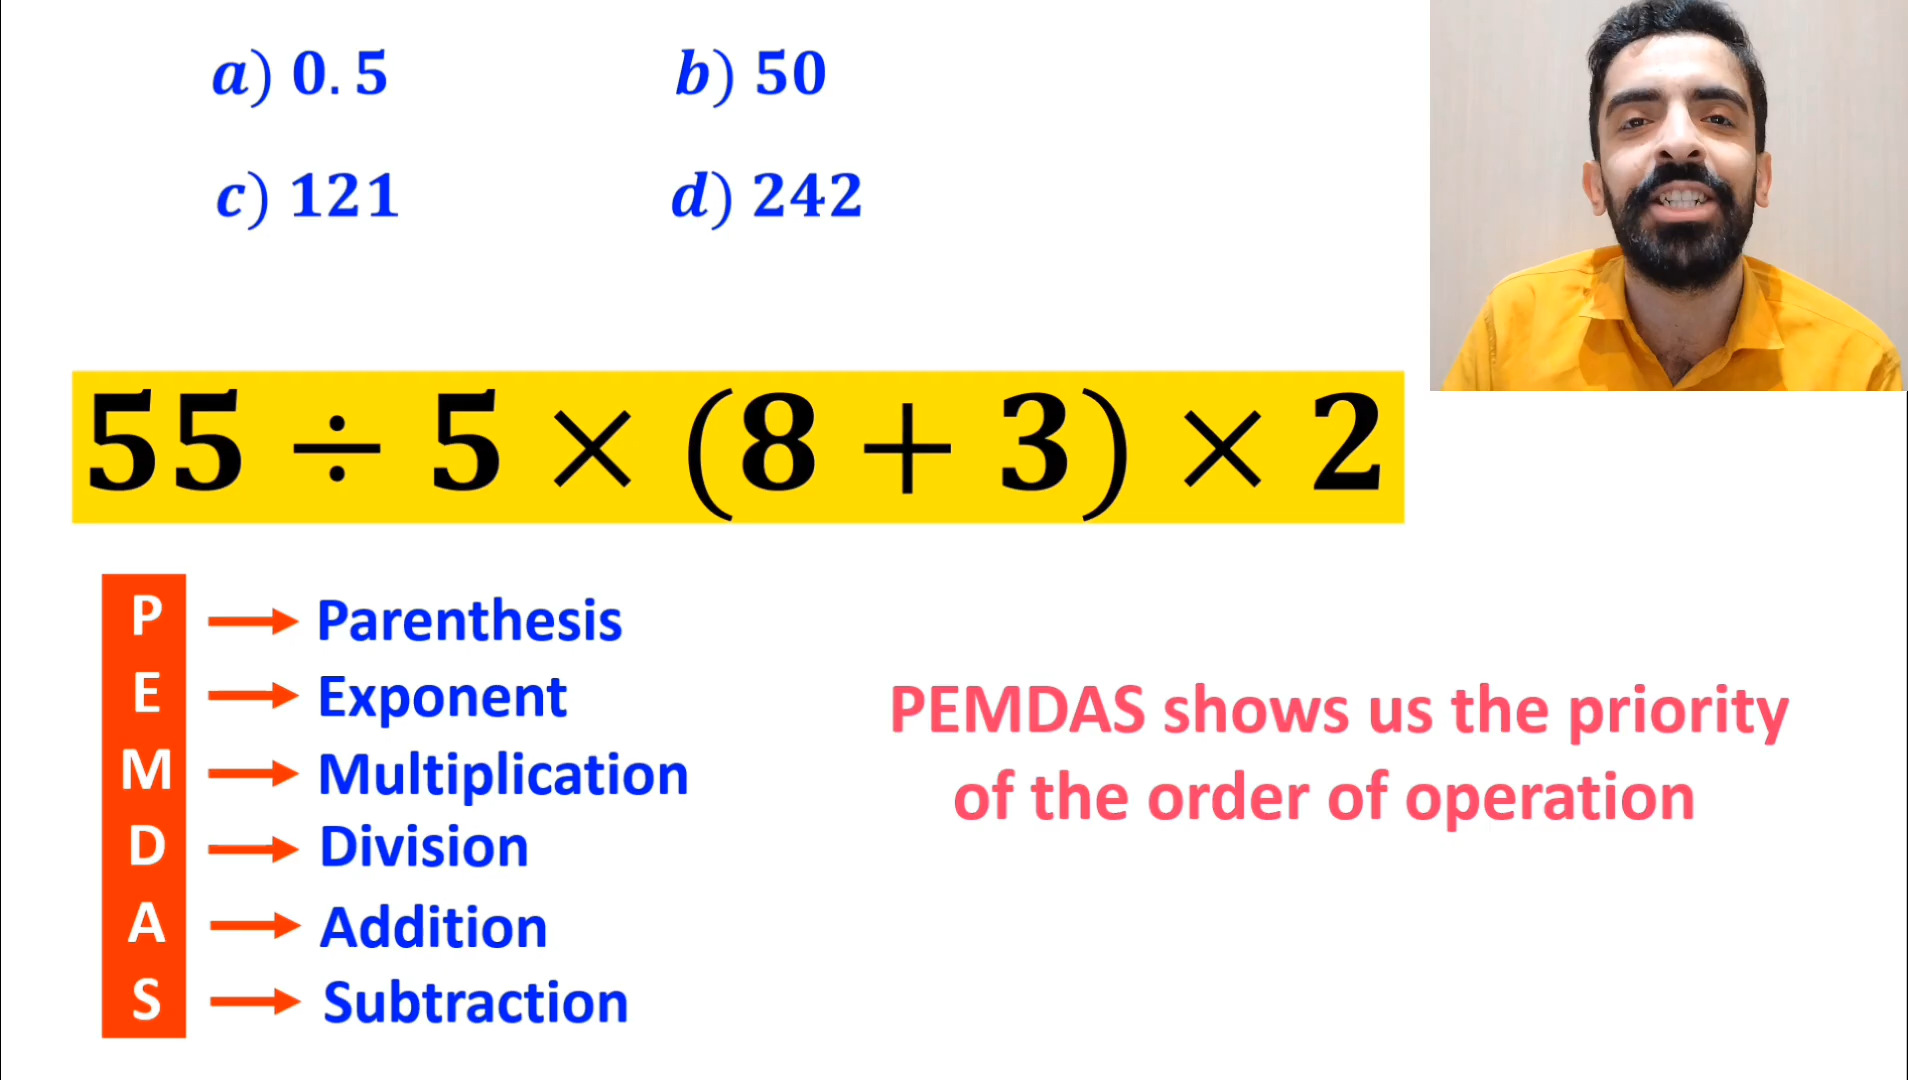 a) 0.5
b) 50
c) 121
d) 242
55 ÷ 5 × (8 + 3) × 2
P → Parenthesis
E → Exponent
M → Multiplication
D → Division
A → Addition
S → Subtraction
PEMDAS shows us the priority
of the order of operation